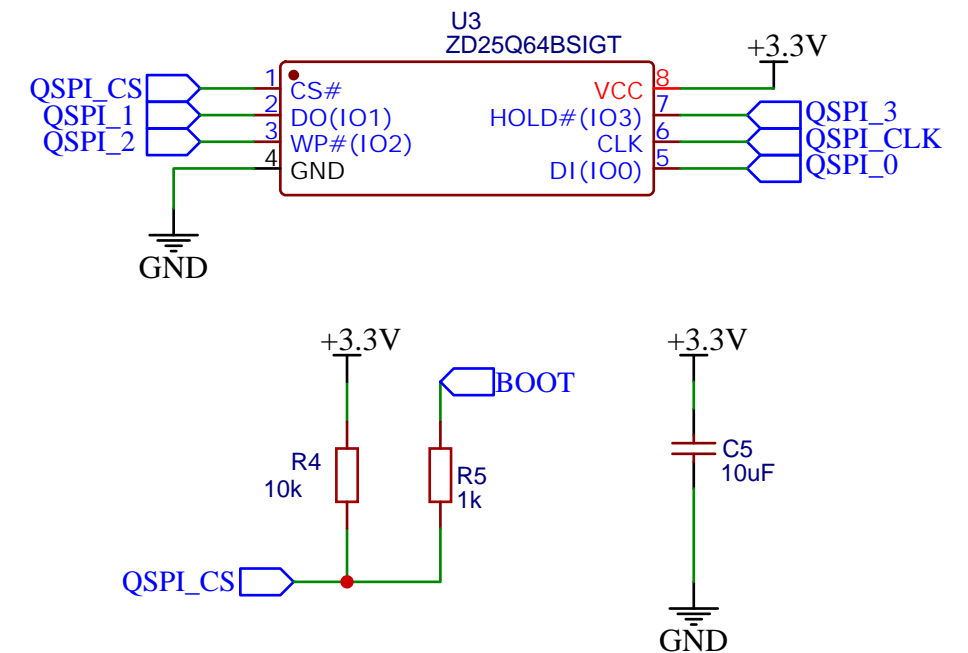 U3
ZD25Q64BSIGT
+3.3V
QSPI_CS 1 CS# VCC 8
QSPI_1 2 DO(IO1) HOLD#(IO3) 7 QSPI_3
QSPI_2 3 WP#(IO2) CLK 6 QSPI_CLK
4 GND DI(IO0) 5 QSPI_0
GND
+3.3V
BOOT
R4
10k
R5
1k
QSPI_CS
+3.3V
C5
10uF
GND